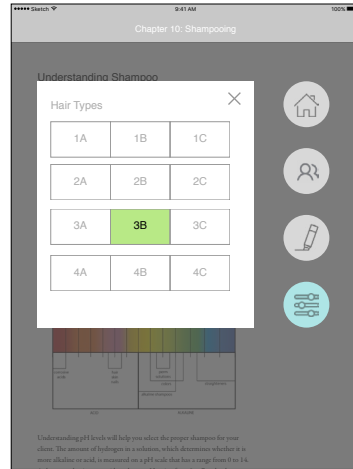 Sketch
9:41 AM
100%
Chapter 10: Shampooing
Understanding Shampoo
Hair Types
1A 1B 1C
2A 2B 2C
3A 3B 3C
4A 4B 4C
ACID
Understanding pH levels will help you select the proper shampoo for your
client. The amount of hydrogen in a solution, which determines whether it is
more alkaline or acid, is measured on a pH scale that has a range from 0 to 14.